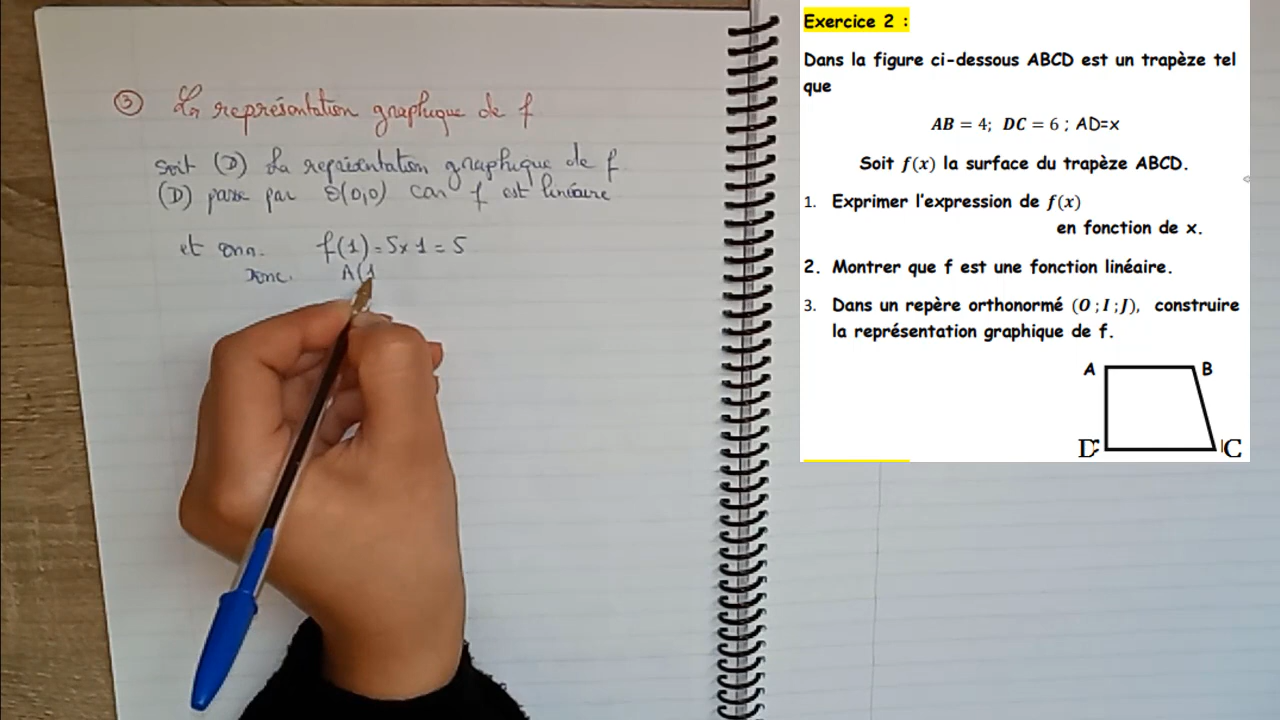 ③ La représentation graphique de f
soit (D) la représentation graphique de f
(D) passe par O(0,0) car f est linéaire
et onn. f(1) = 5x1 = 5
Donc. A(1
Exercice 2 :
Dans la figure ci-dessous ABCD est un trapèze tel
que
AB = 4; DC = 6 ; AD=x
Soit f(x) la surface du trapèze ABCD.
1. Exprimer l'expression de f(x)
en fonction de x.
2. Montrer que f est une fonction linéaire.
3. Dans un repère orthonormé (O ; I ; J), construire
la représentation graphique de f.
A B
D C